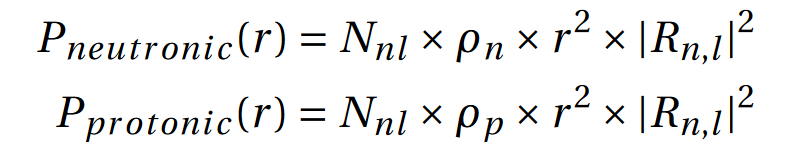 P_{neutronic}(r) = N_{nl} × ρ_n × r^2 × |R_{n,l}|^2
P_{protonic}(r) = N_{nl} × ρ_p × r^2 × |R_{n,l}|^2